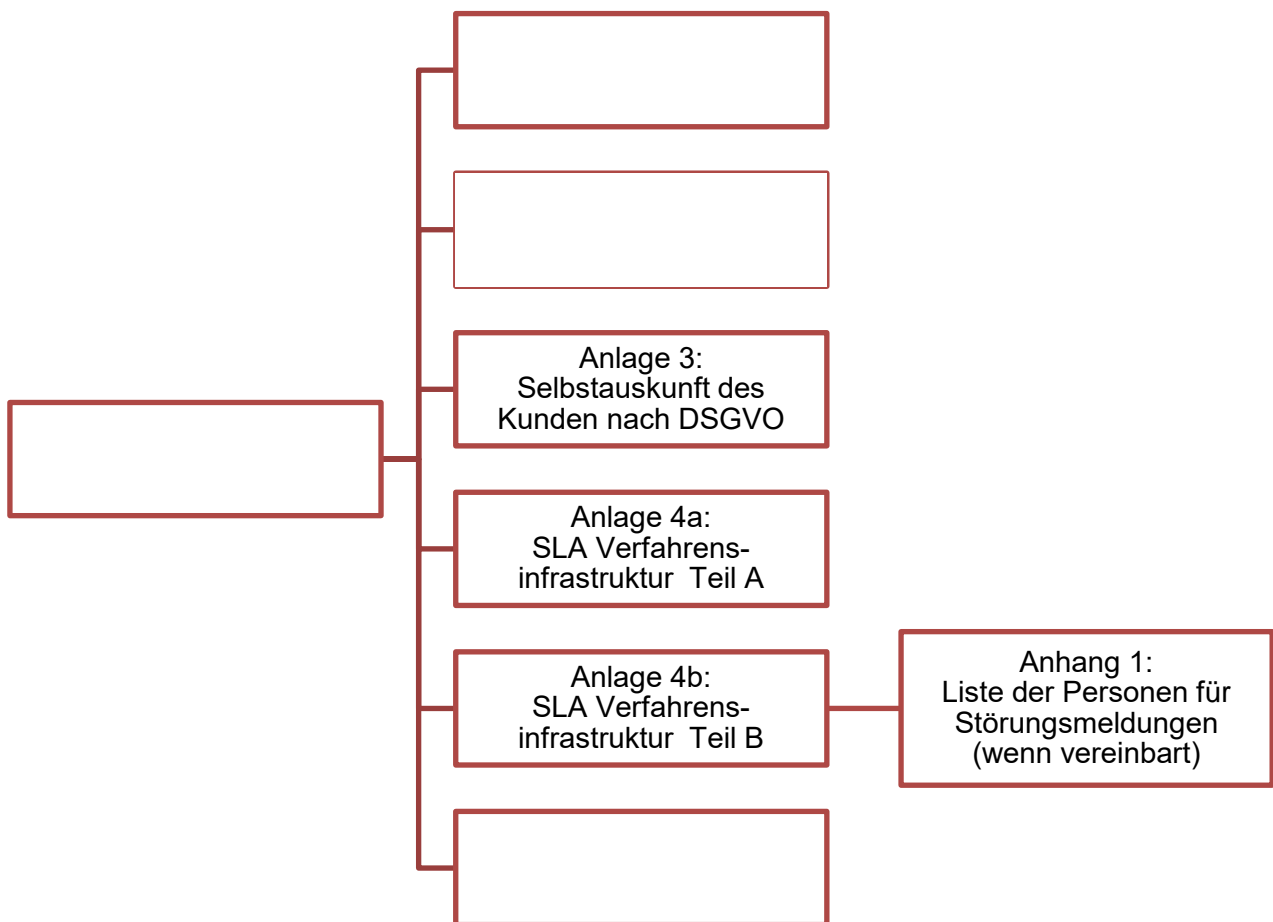 Anlage 3:
Selbstauskunft des
Kunden nach DSGVO
Anlage 4a:
SLA Verfahrens-
infrastruktur  Teil A
Anlage 4b:
SLA Verfahrens-
infrastruktur  Teil B
Anhang 1:
Liste der Personen für
Störungsmeldungen
(wenn vereinbart)